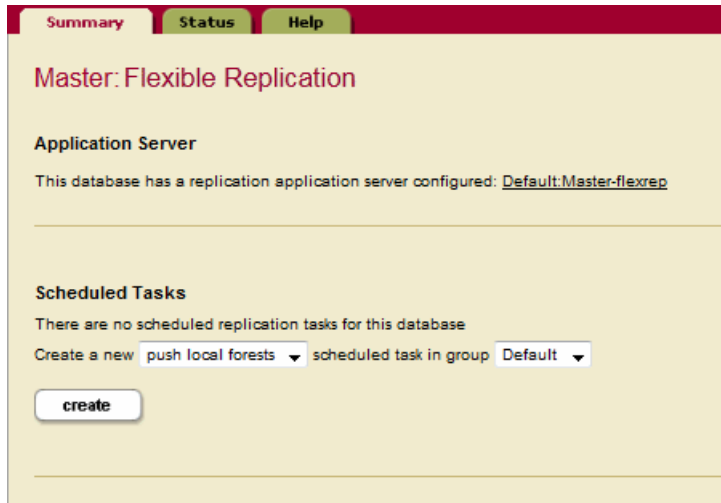 Summary Status Help
Master: Flexible Replication
Application Server
This database has a replication application server configured: Default:Master-flexrep
Scheduled Tasks
There are no scheduled replication tasks for this database
Create a new push local forests scheduled task in group Default
create